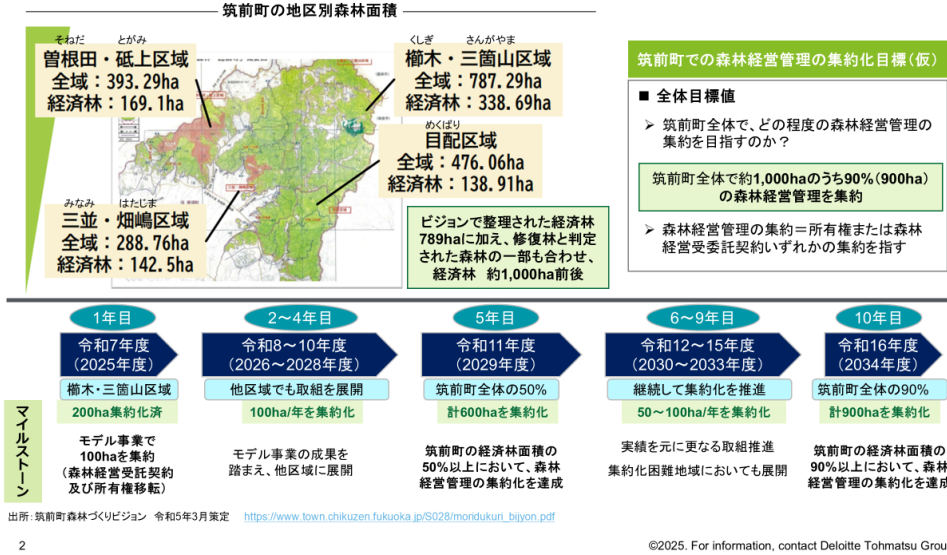 筑前町の地区別森林面積
そねだ とがみ
曽根田・砥上区域
全域：393.29ha
経済林：169.1ha
くしぎ さんがやま
櫛木・三箇山区域
全域：787.29ha
経済林：338.69ha
めくばり
目配区域
全域：476.06ha
経済林：138.91ha
みなみ はたじま
三並・畑嶋区域
全域：288.76ha
経済林：142.5ha
ビジョンで整理された経済林
789haに加え、修復林と判定
された森林の一部も合わせ、
経済林 約1,000ha前後
筑前町での森林経営管理の集約化目標（仮）
■ 全体目標値
➢ 筑前町全体で、どの程度の森林経営管理の
集約を目指すのか？
筑前町全体で約1,000haのうち90%（900ha）
の森林経営管理を集約
➢ 森林経営管理の集約＝所有権または森林
経営受委託契約いずれかの集約を指す
マイルストーン
1年目
令和7年度
（2025年度）
櫛木・三箇山区域
200ha集約化済
モデル事業で
100haを集約
（森林経営受託契約
及び所有権移転）
2～4年目
令和8～10年度
（2026～2028年度）
他区域でも取組を展開
100ha/年を集約化
モデル事業の成果を
踏まえ、他区域に展開
5年目
令和11年度
（2029年度）
筑前町全体の50%
計600haを集約化
筑前町の経済林面積の
50%以上において、森林
経営管理の集約化を達成
6～9年目
令和12～15年度
（2030～2033年度）
継続して集約化を推進
50～100ha/年を集約化
実績を元に更なる取組推進
集約化困難地域においても展開
10年目
令和16年度
（2034年度）
筑前町全体の90%
計900haを集約化
筑前町の経済林面積の
90%以上において、森林
経営管理の集約化を達成
出所：筑前町森林づくりビジョン 令和5年3月策定 https://www.town.chikuzen.fukuoka.jp/S028/moridukuri_bijyon.pdf
2
©2025. For information, contact Deloitte Tohmatsu Grou